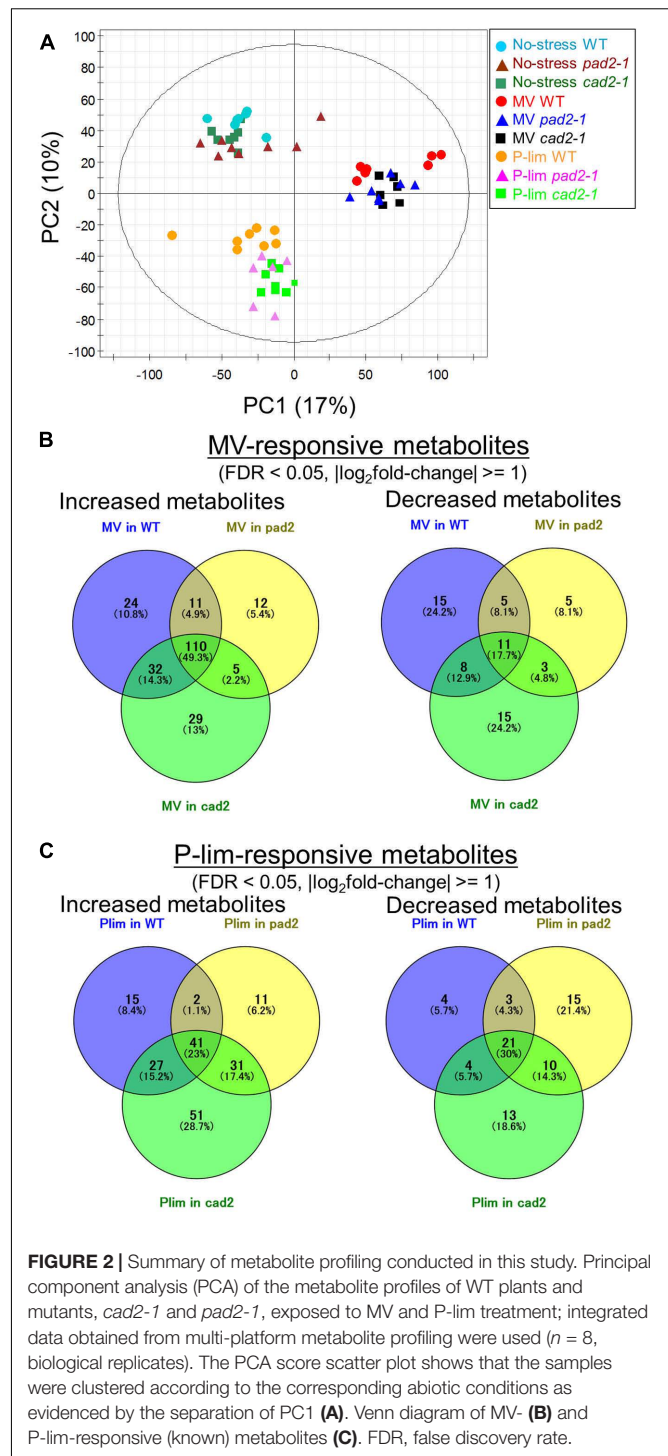 A
100
80
60
40
20
0
-20
-40
-60
-80
-100
PC2 (10%)
-100
-50
0
50
100
PC1 (17%)
No-stress WT
No-stress pad2-1
No-stress cad2-1
MV WT
MV pad2-1
MV cad2-1
P-lim WT
P-lim pad2-1
P-lim cad2-1
B
MV-responsive metabolites
(FDR < 0.05, |log₂fold-change| >= 1)
Increased metabolites
MV in WT
MV in pad2
24
(10.8%)
11
(4.9%)
12
(5.4%)
110
(49.3%)
32
(14.3%)
5
(2.2%)
29
(13%)
MV in cad2
Decreased metabolites
MV in WT
MV in pad2
15
(24.2%)
5
(8.1%)
5
(8.1%)
11
(17.7%)
8
(12.9%)
3
(4.8%)
15
(24.2%)
MV in cad2
C
P-lim-responsive metabolites
(FDR < 0.05, |log₂fold-change| >= 1)
Increased metabolites
Plim in WT
Plim in pad2
15
(8.4%)
2
(1.1%)
11
(6.2%)
41
(23%)
27
(15.2%)
31
(17.4%)
51
(28.7%)
Plim in cad2
Decreased metabolites
Plim in WT
Plim in pad2
4
(5.7%)
3
(4.3%)
15
(21.4%)
21
(30%)
4
(5.7%)
10
(14.3%)
13
(18.6%)
Plim in cad2
FIGURE 2 | Summary of metabolite profiling conducted in this study. Principal
component analysis (PCA) of the metabolite profiles of WT plants and
mutants, cad2-1 and pad2-1, exposed to MV and P-lim treatment; integrated
data obtained from multi-platform metabolite profiling were used (n = 8,
biological replicates). The PCA score scatter plot shows that the samples
were clustered according to the corresponding abiotic conditions as
evidenced by the separation of PC1 (A). Venn diagram of MV- (B) and
P-lim-responsive (known) metabolites (C). FDR, false discovery rate.